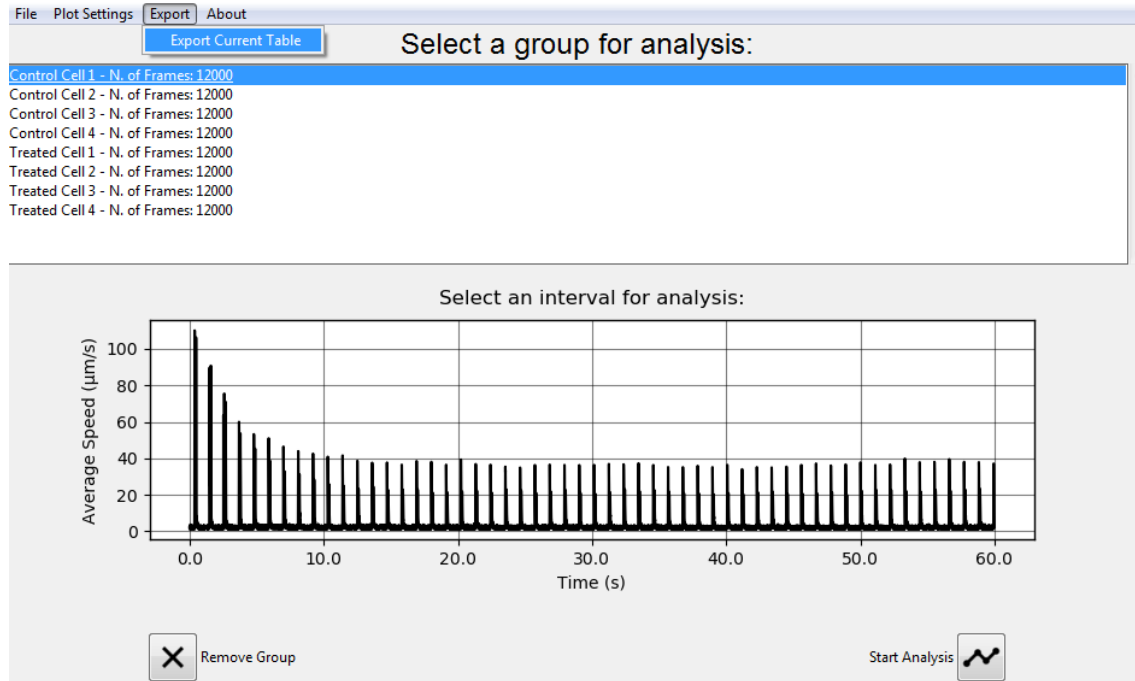 File Plot Settings Export About
Export Current Table
Select a group for analysis:
Control Cell 1 - N. of Frames: 12000
Control Cell 2 - N. of Frames: 12000
Control Cell 3 - N. of Frames: 12000
Control Cell 4 - N. of Frames: 12000
Treated Cell 1 - N. of Frames: 12000
Treated Cell 2 - N. of Frames: 12000
Treated Cell 3 - N. of Frames: 12000
Treated Cell 4 - N. of Frames: 12000
Select an interval for analysis:
Average Speed (µm/s)
100
80
60
40
20
0
0.0 10.0 20.0 30.0 40.0 50.0 60.0
Time (s)
Remove Group
Start Analysis